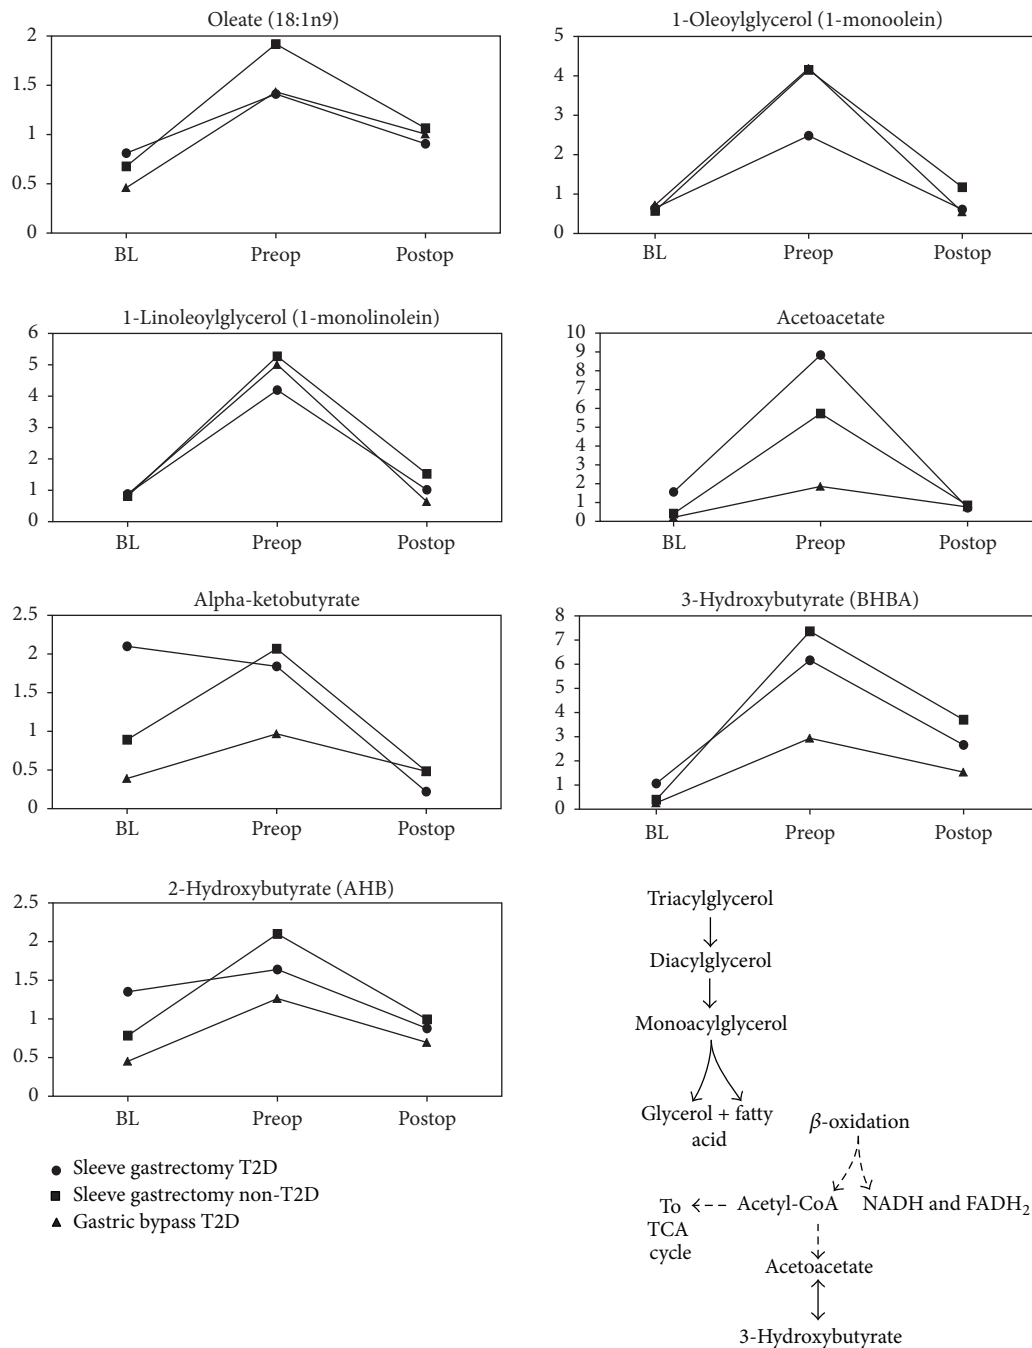 Oleate (18:1n9)
2
1.5
1
0.5
0
BL Preop Postop
1-Oleoylglycerol (1-monoolein)
5
4
3
2
1
0
BL Preop Postop
1-Linoleoylglycerol (1-monolinolein)
6
5
4
3
2
1
0
BL Preop Postop
Acetoacetate
10
9
8
7
6
5
4
3
2
1
0
BL Preop Postop
Alpha-ketobutyrate
2.5
2
1.5
1
0.5
0
BL Preop Postop
3-Hydroxybutyrate (BHBA)
8
7
6
5
4
3
2
1
0
BL Preop Postop
2-Hydroxybutyrate (AHB)
2.5
2
1.5
1
0.5
0
BL Preop Postop
Sleeve gastrectomy T2D
Sleeve gastrectomy non-T2D
Gastric bypass T2D
Triacylglycerol
Diacylglycerol
Monoacylglycerol
Glycerol + fatty
acid
β-oxidation
To
TCA
cycle
Acetyl-CoA
NADH and FADH₂
Acetoacetate
3-Hydroxybutyrate